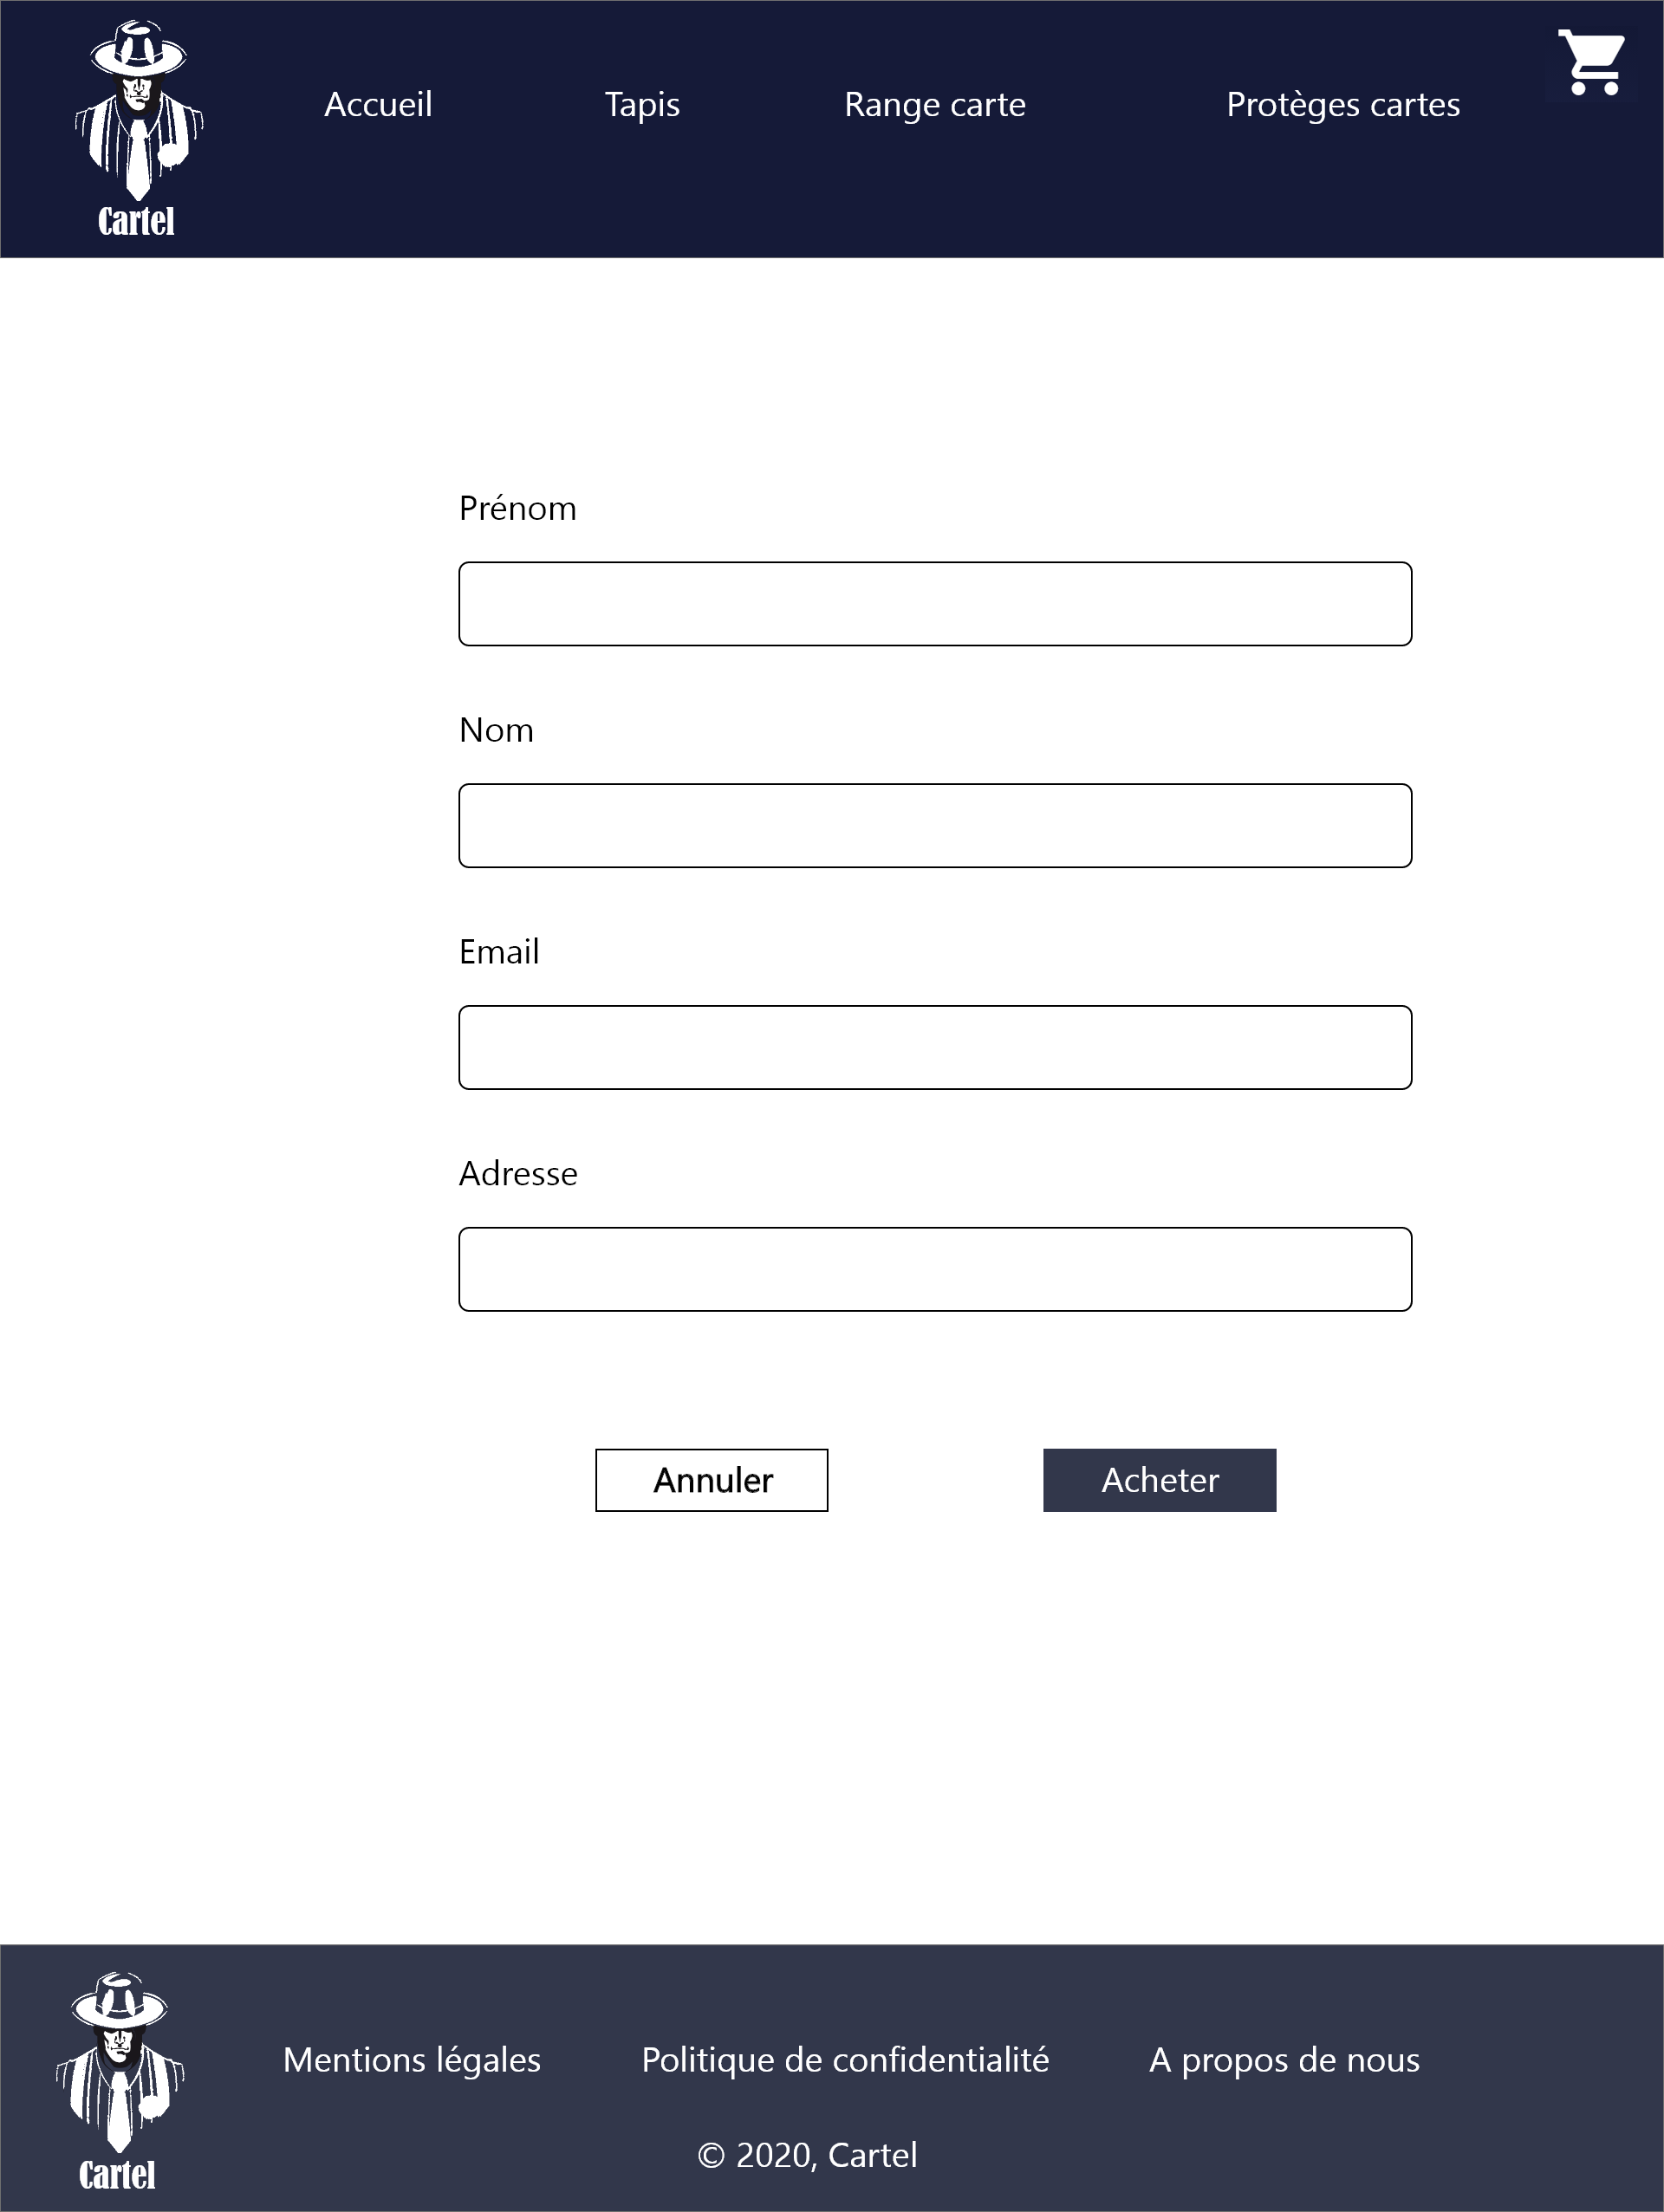 Accueil Tapis Range carte Protèges cartes
Cartel
Prénom
Nom
Email
Adresse
Annuler Acheter
Mentions légales Politique de confidentialité A propos de nous
© 2020, Cartel
Cartel